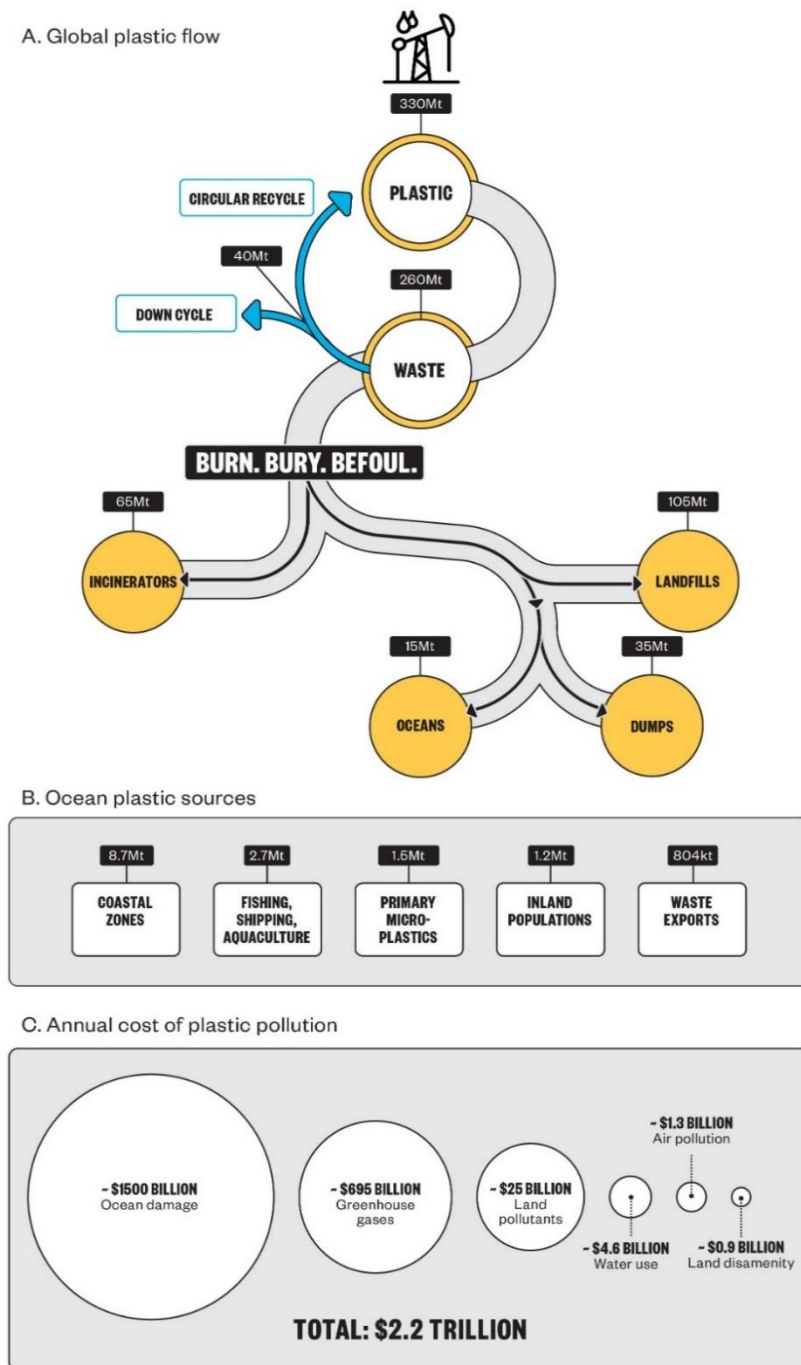 A. Global plastic flow
330Mt
PLASTIC
CIRCULAR RECYCLE
40Mt
260Mt
DOWN CYCLE
WASTE
BURN. BURY. BEFOUL.
65Mt
105Mt
INCINERATORS
LANDFILLS
15Mt
35Mt
OCEANS
DUMPS
B. Ocean plastic sources
8.7Mt
COASTAL
ZONES
2.7Mt
FISHING,
SHIPPING,
AQUACULTURE
1.5Mt
PRIMARY
MICRO-
PLASTICS
1.2Mt
INLAND
POPULATIONS
804kt
WASTE
EXPORTS
C. Annual cost of plastic pollution
~ $1500 BILLION
Ocean damage
~ $695 BILLION
Greenhouse
gases
~ $25 BILLION
Land
pollutants
~ $4.6 BILLION
Water use
~ $1.3 BILLION
Air pollution
~ $0.9 BILLION
Land disamenity
TOTAL: $2.2 TRILLION